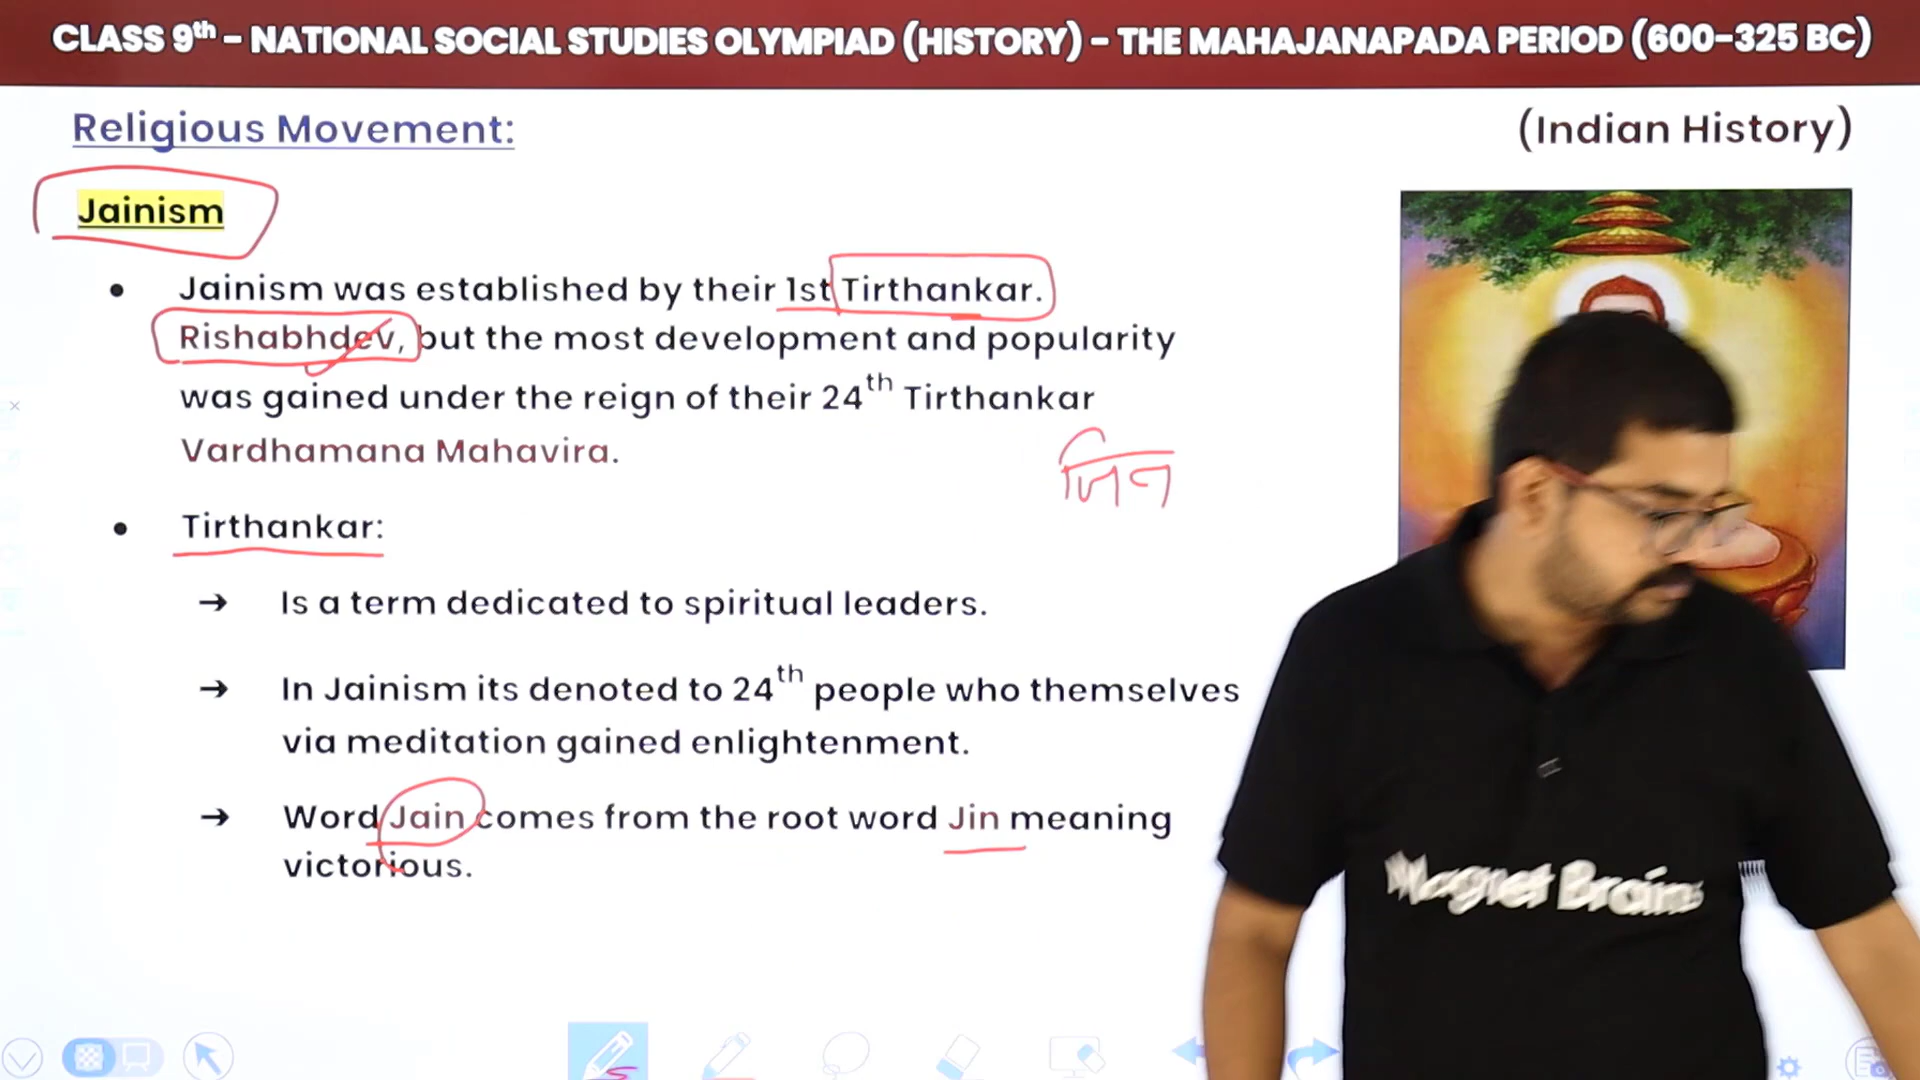 CLASS 9th - NATIONAL SOCIAL STUDIES OLYMPIAD (HISTORY) - THE MAHAJANAPADA PERIOD (600-325 BC)
Religious Movement:
(Indian History)
Jainism
• Jainism was established by their 1st Tirthankar.
Rishabhdev, but the most development and popularity
was gained under the reign of their 24th Tirthankar
Vardhamana Mahavira.
जिन
• Tirthankar:
→ Is a term dedicated to spiritual leaders.
→ In Jainism its denoted to 24th people who themselves
via meditation gained enlightenment.
→ Word Jain comes from the root word Jin meaning
victorious.
Magnet Brains